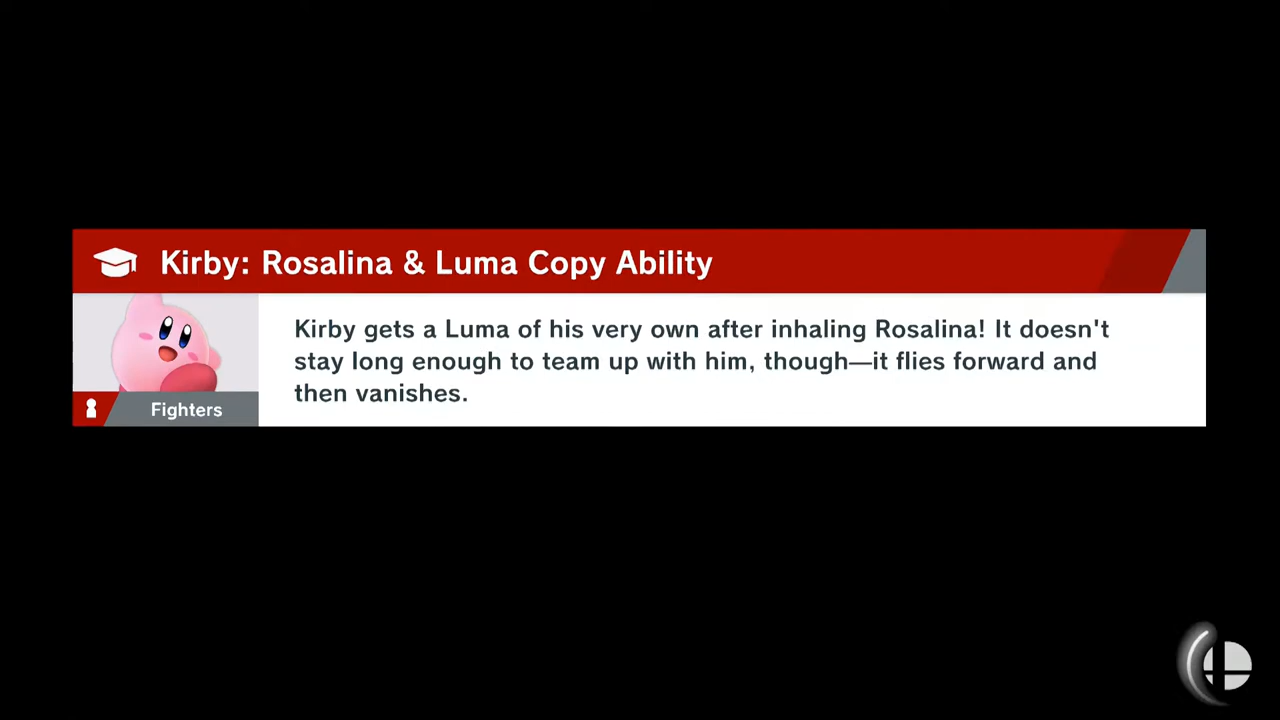 Kirby: Rosalina & Luma Copy Ability
Kirby gets a Luma of his very own after inhaling Rosalina! It doesn't
stay long enough to team up with him, though—it flies forward and
then vanishes.
Fighters